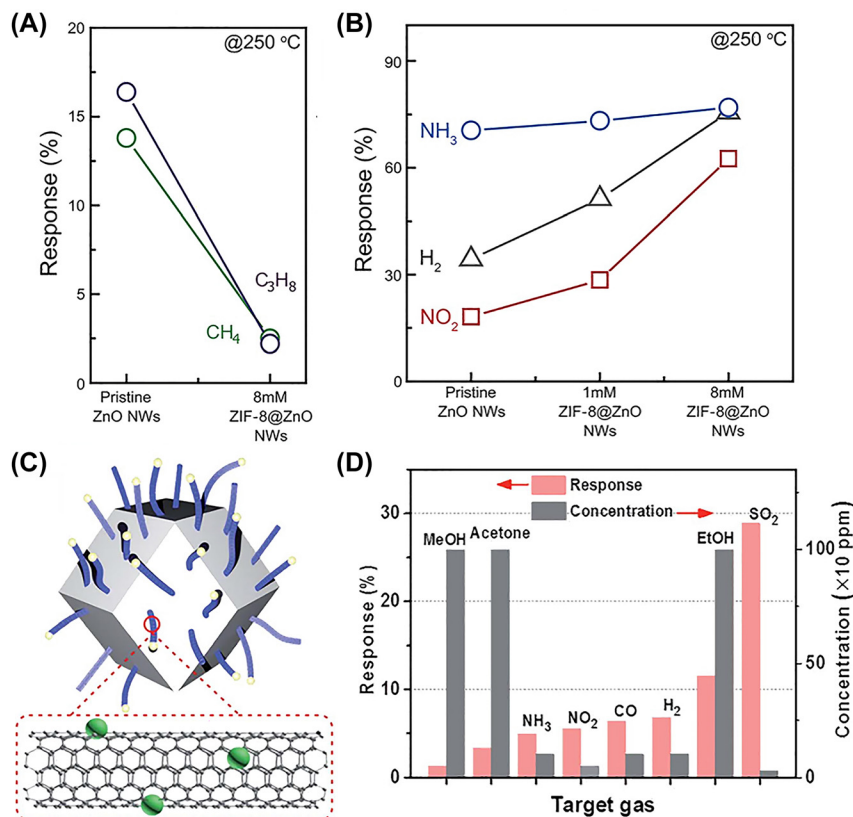 (A)
@250 °C
Response (%)
20
15
10
5
0
C₃H₈
CH₄
Pristine
ZnO NWs
8mM
ZIF-8@ZnO
NWs
(B)
@250 °C
Response (%)
90
60
30
0
NH₃
H₂
NO₂
Pristine
ZnO NWs
1mM
ZIF-8@ZnO
NWs
8mM
ZIF-8@ZnO
NWs
(C)
(D)
Response
Concentration
Response (%)
30
20
10
0
Concentration (×10 ppm)
100
50
0
MeOH
Acetone
NH₃
NO₂
CO
H₂
EtOH
SO₂
Target gas